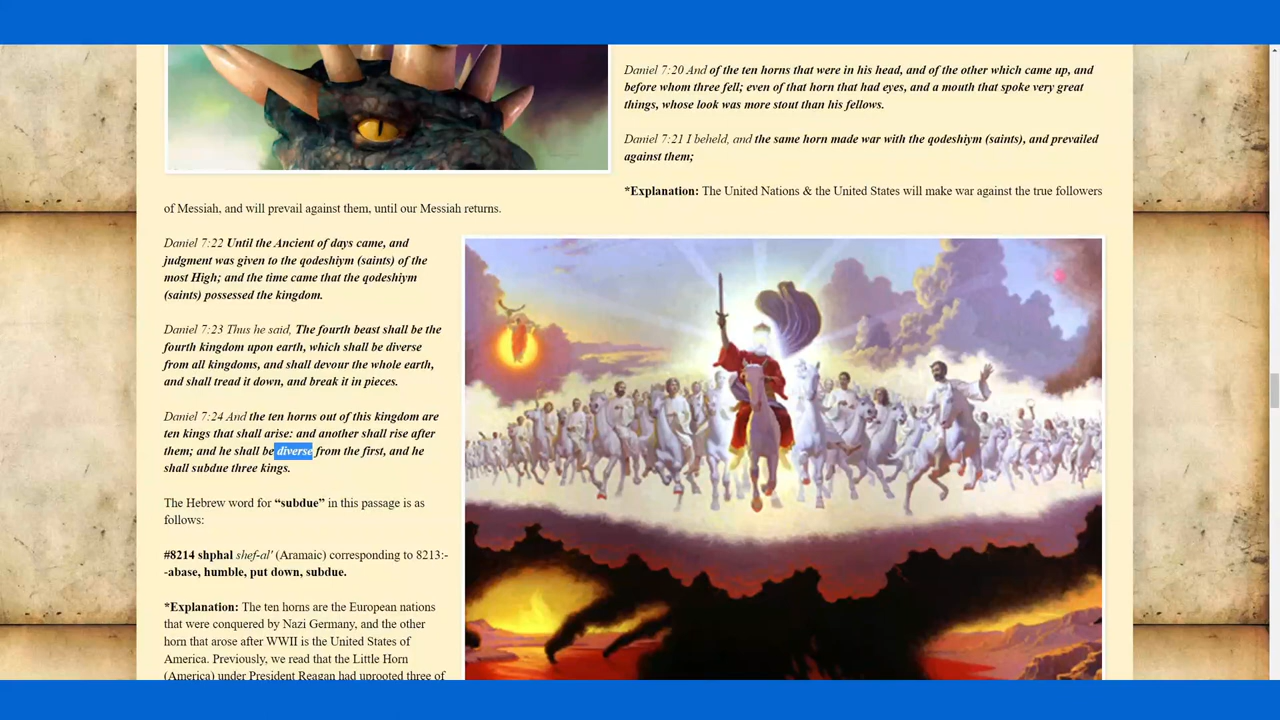 Daniel 7:20 And of the ten horns that were in his head, and of the other which came up, and
before whom three fell; even of that horn that had eyes, and a mouth that spoke very great
things, whose look was more stout than his fellows.
Daniel 7:21 I beheld, and the same horn made war with the qodeshiym (saints), and prevailed
against them;
*Explanation: The United Nations & the United States will make war against the true followers
of Messiah, and will prevail against them, until our Messiah returns.
Daniel 7:22 Until the Ancient of days came, and
judgment was given to the qodeshiym (saints) of the
most High; and the time came that the qodeshiym
(saints) possessed the kingdom.
Daniel 7:23 Thus he said, The fourth beast shall be the
fourth kingdom upon earth, which shall be diverse
from all kingdoms, and shall devour the whole earth,
and shall tread it down, and break it in pieces.
Daniel 7:24 And the ten horns out of this kingdom are
ten kings that shall arise: and another shall rise after
them; and he shall be diverse from the first, and he
shall subdue three kings.
The Hebrew word for “subdue” in this passage is as
follows:
#8214 shphal shef-al' (Aramaic) corresponding to 8213:-
-abase, humble, put down, subdue.
*Explanation: The ten horns are the European nations
that were conquered by Nazi Germany, and the other
horn that arose after WWII is the United States of
America. Previously, we read that the Little Horn
(America) under President Reagan had uprooted three of